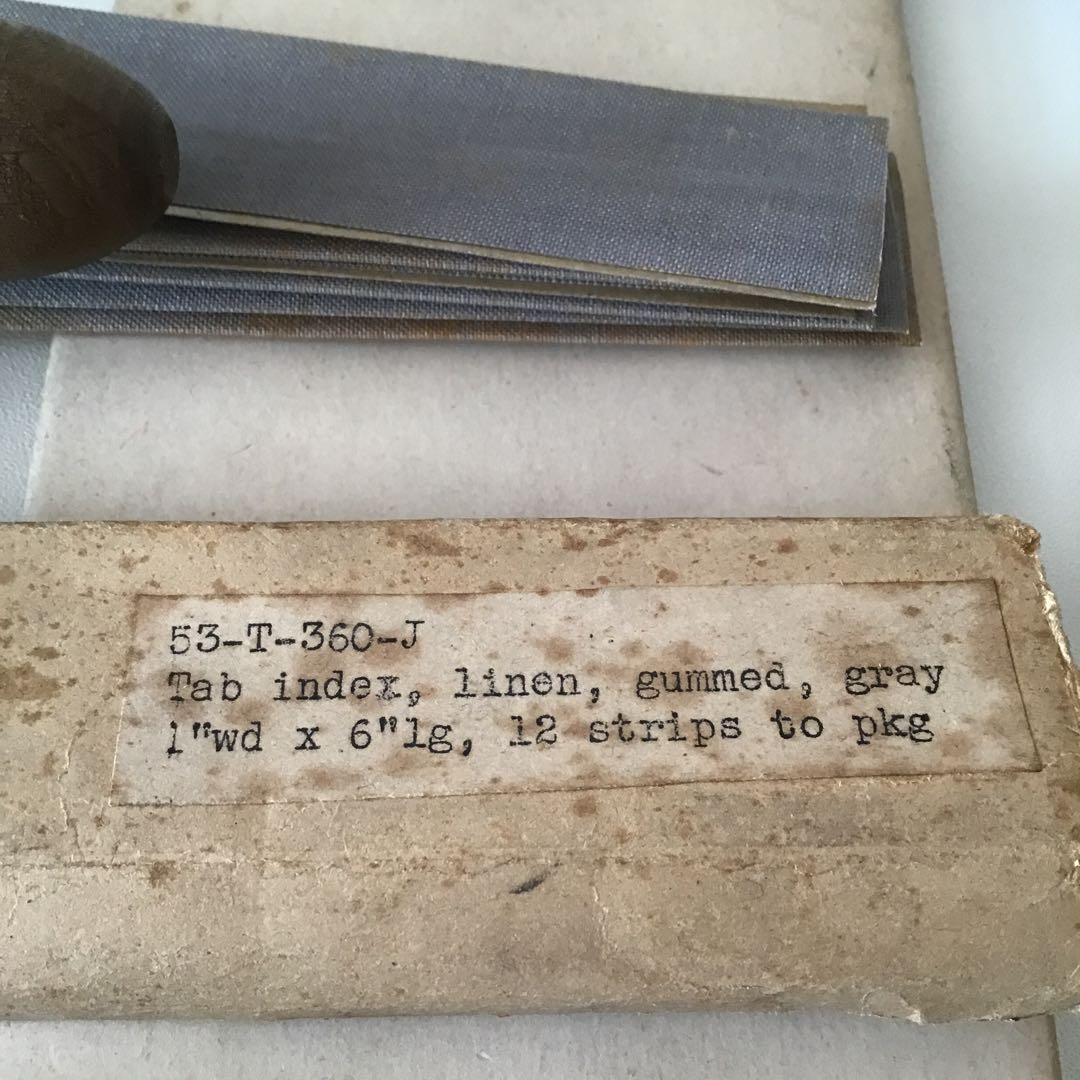 53-T-360-J
Tab index, linen, gummed, gray
1"wd x 6"lg, 12 strips to pkg